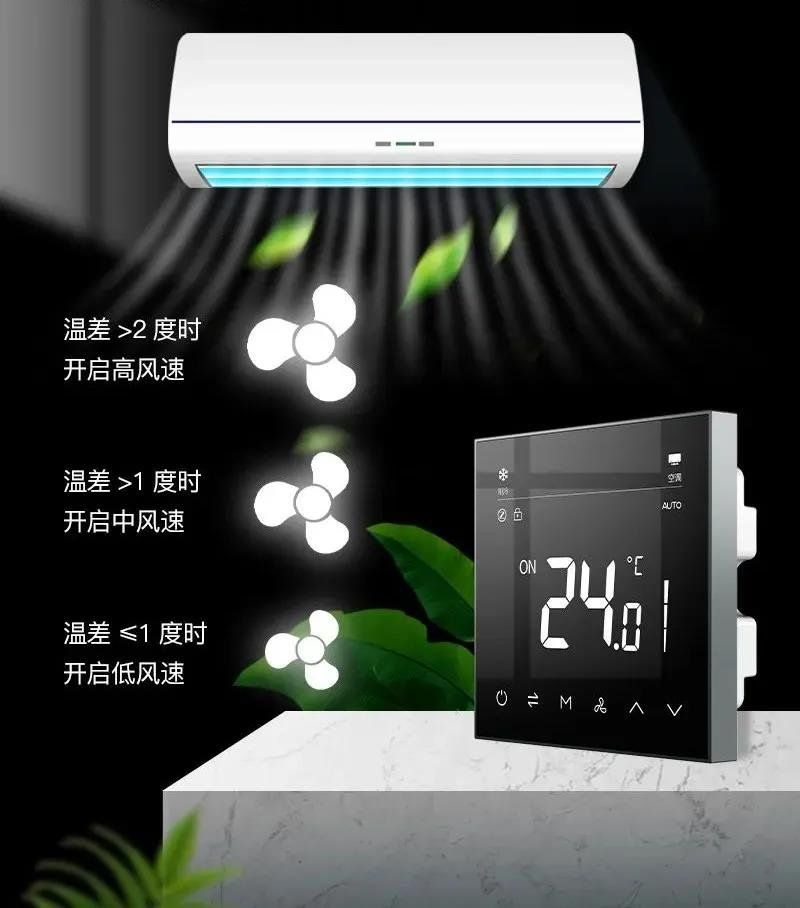 温差 >2 度时
开启高风速
温差 >1 度时
开启中风速
温差 ≤1 度时
开启低风速
空调
AUTO
ON
24.0
°C
M